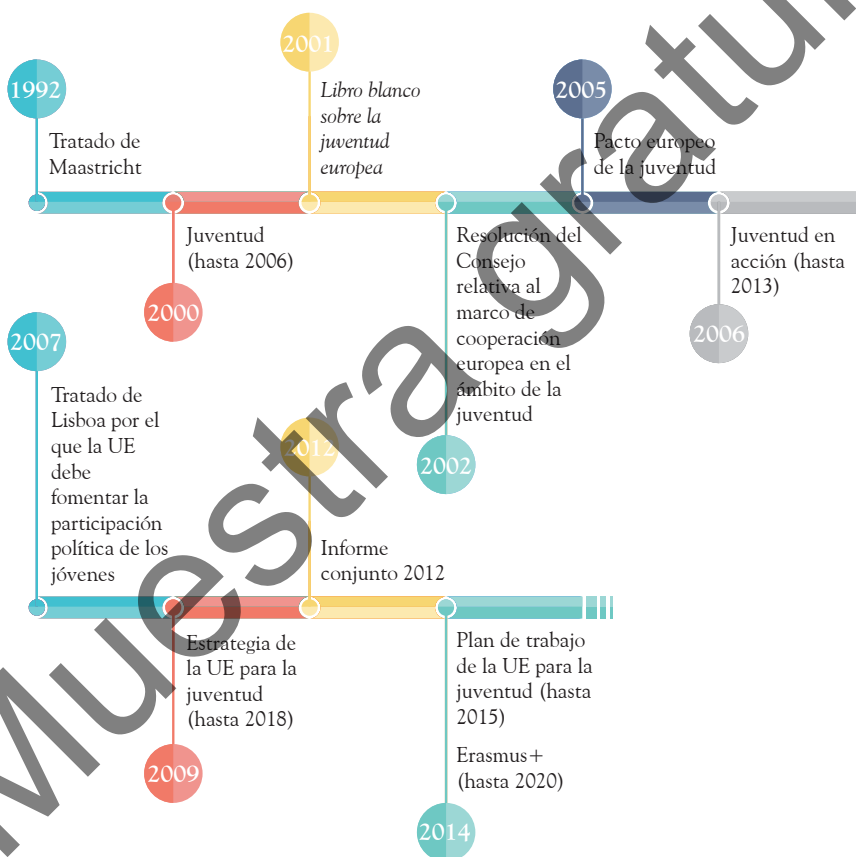 1992
Tratado de
Maastricht
Juventud
(hasta 2006)
2000
2001
Libro blanco
sobre la
juventud
europea
Resolución del
Consejo
relativa al
marco de
cooperación
europea en el
ámbito de la
juventud
2002
2005
Pacto europeo
de la juventud
Juventud en
acción (hasta
2013)
2006
2007
Tratado de
Lisboa por el
que la UE
debe
fomentar la
participación
política de los
jóvenes
Estrategia de
la UE para la
juventud
(hasta 2018)
2009
2012
Informe
conjunto 2012
Plan de trabajo
de la UE para la
juventud (hasta
2015)
Erasmus+
(hasta 2020)
2014
Muestra gratu